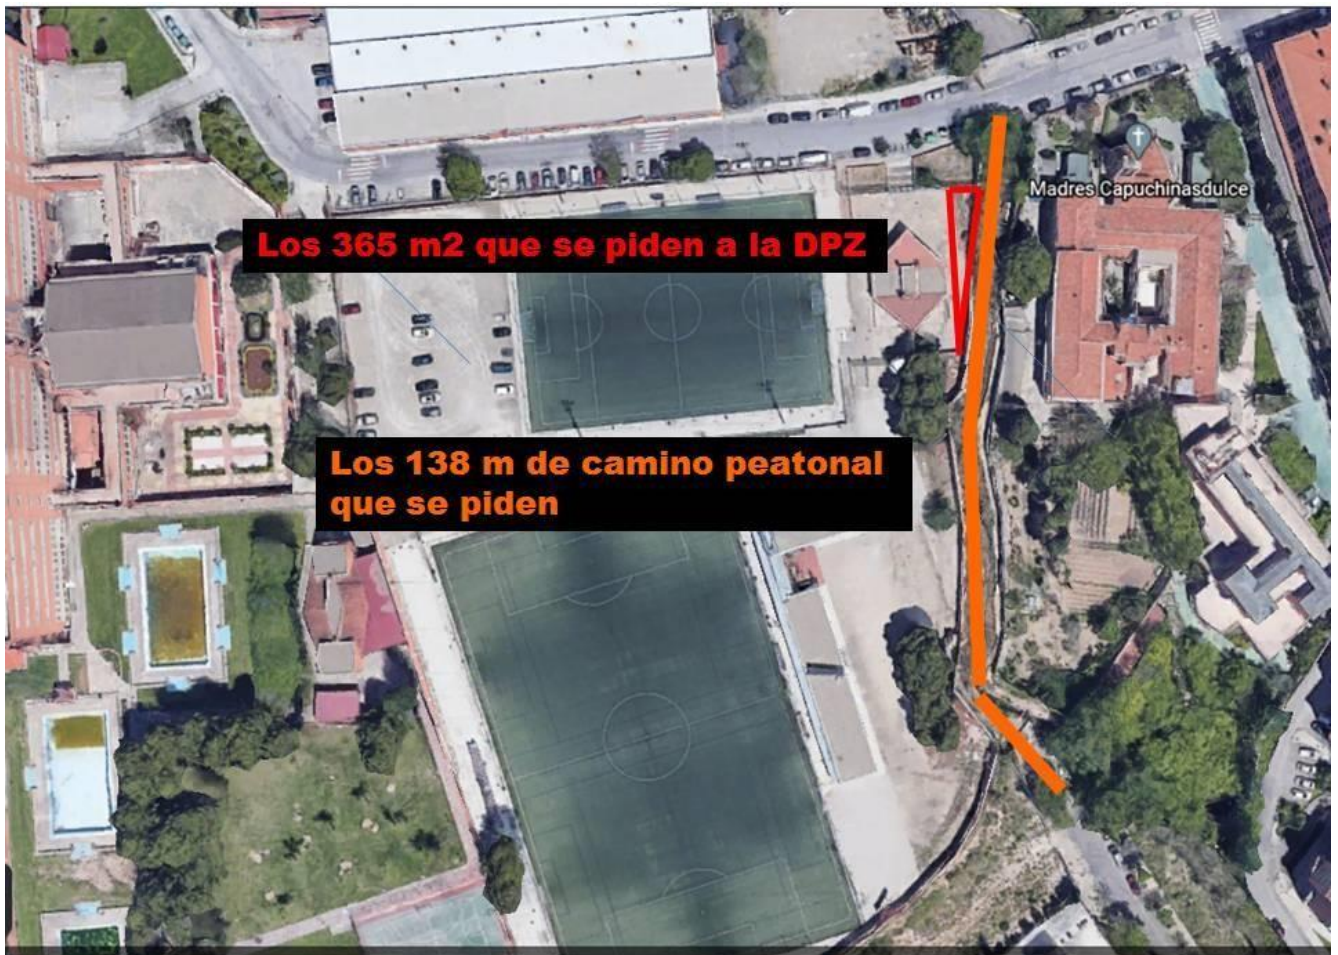 Madres Capuchinasdulce
Los 365 m2 que se piden a la DPZ
Los 138 m de camino peatonal
que se piden